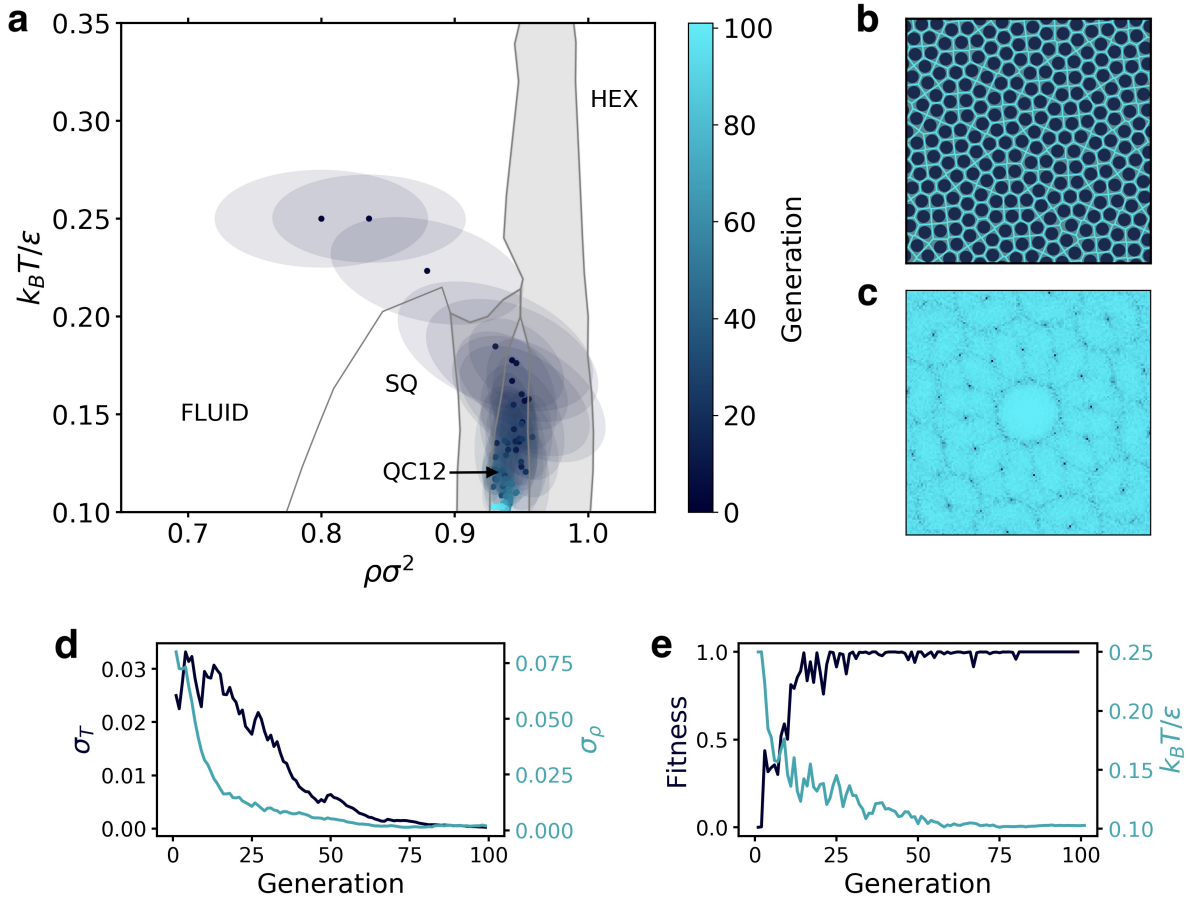 a
0.35
0.30
0.25
0.20
0.15
0.10
k_BT/ε
0.7
0.8
0.9
1.0
ρσ²
HEX
SQ
FLUID
QC12
100
80
60
40
20
0
Generation
b
c
d
0.03
0.02
0.01
0.00
σ_T
0.075
0.050
0.025
0.000
σ_ρ
0
25
50
75
100
Generation
e
1.0
0.5
0.0
Fitness
0.25
0.20
0.15
0.10
k_BT/ε
0
25
50
75
100
Generation